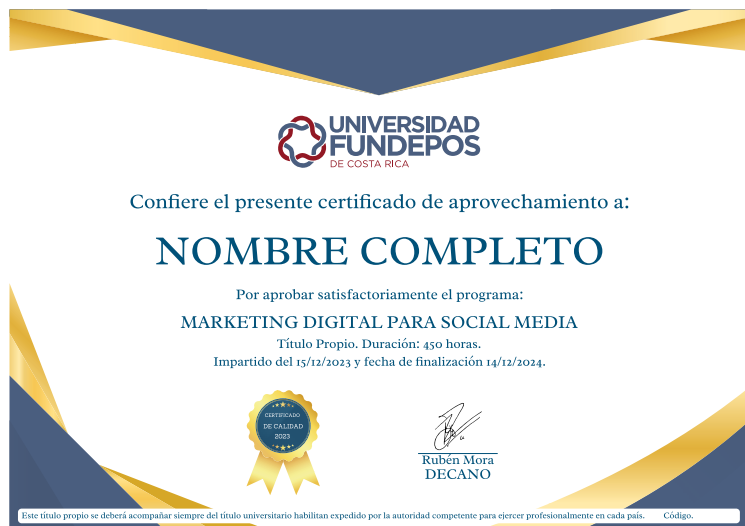 UNIVERSIDAD
FUNDEPOS
DE COSTA RICA
Confiere el presente certificado de aprovechamiento a:
NOMBRE COMPLETO
Por aprobar satisfactoriamente el programa:
MARKETING DIGITAL PARA SOCIAL MEDIA
Título Propio. Duración: 450 horas.
Impartido del 15/12/2023 y fecha de finalización 14/12/2024.
CERTIFICADO
DE CALIDAD
2023
Rubén Mora
DECANO
Este título propio se deberá acompañar siempre del título universitario habilitan expedido por la autoridad competente para ejercer profesionalmente en cada país. Código.